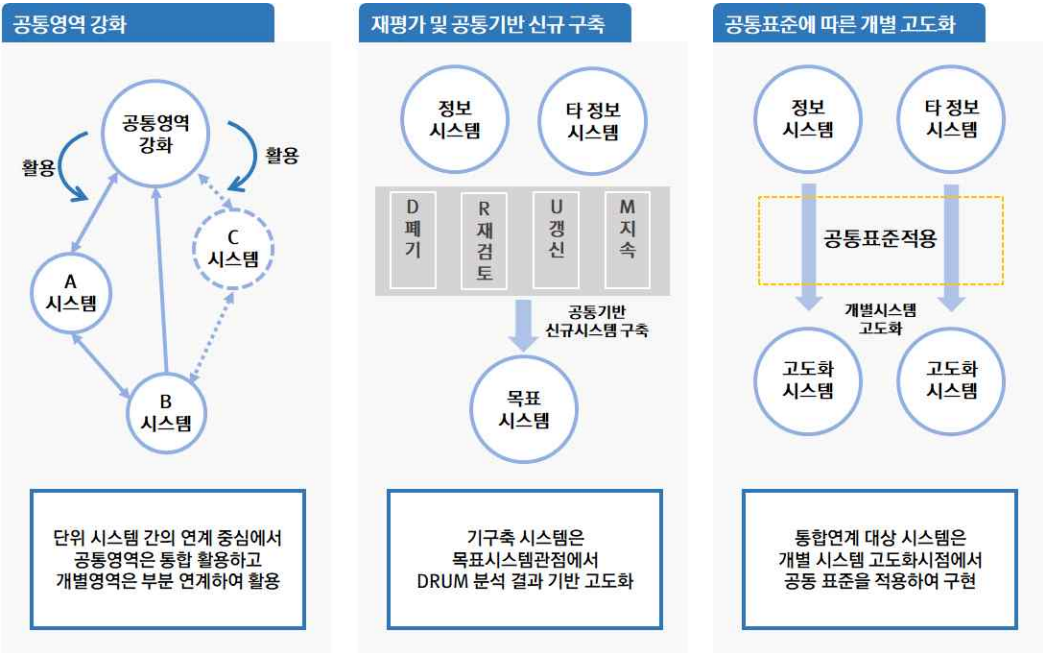 공통영역 강화
공통영역
강화
활용
활용
C
시스템
A
시스템
B
시스템
단위 시스템 간의 연계 중심에서
공통영역은 통합 활용하고
개별영역은 부분 연계하여 활용
재평가 및 공통기반 신규 구축
정보
시스템
타 정보
시스템
D
폐
기
R
재
검
토
U
갱
신
M
지
속
공통기반
신규시스템 구축
목표
시스템
기구축 시스템은
목표시스템관점에서
DRUM 분석 결과 기반 고도화
공통표준에 따른 개별 고도화
정보
시스템
타 정보
시스템
공통표준적용
개별시스템
고도화
고도화
시스템
고도화
시스템
통합연계 대상 시스템은
개별 시스템 고도화시점에서
공동 표준을 적용하여 구현